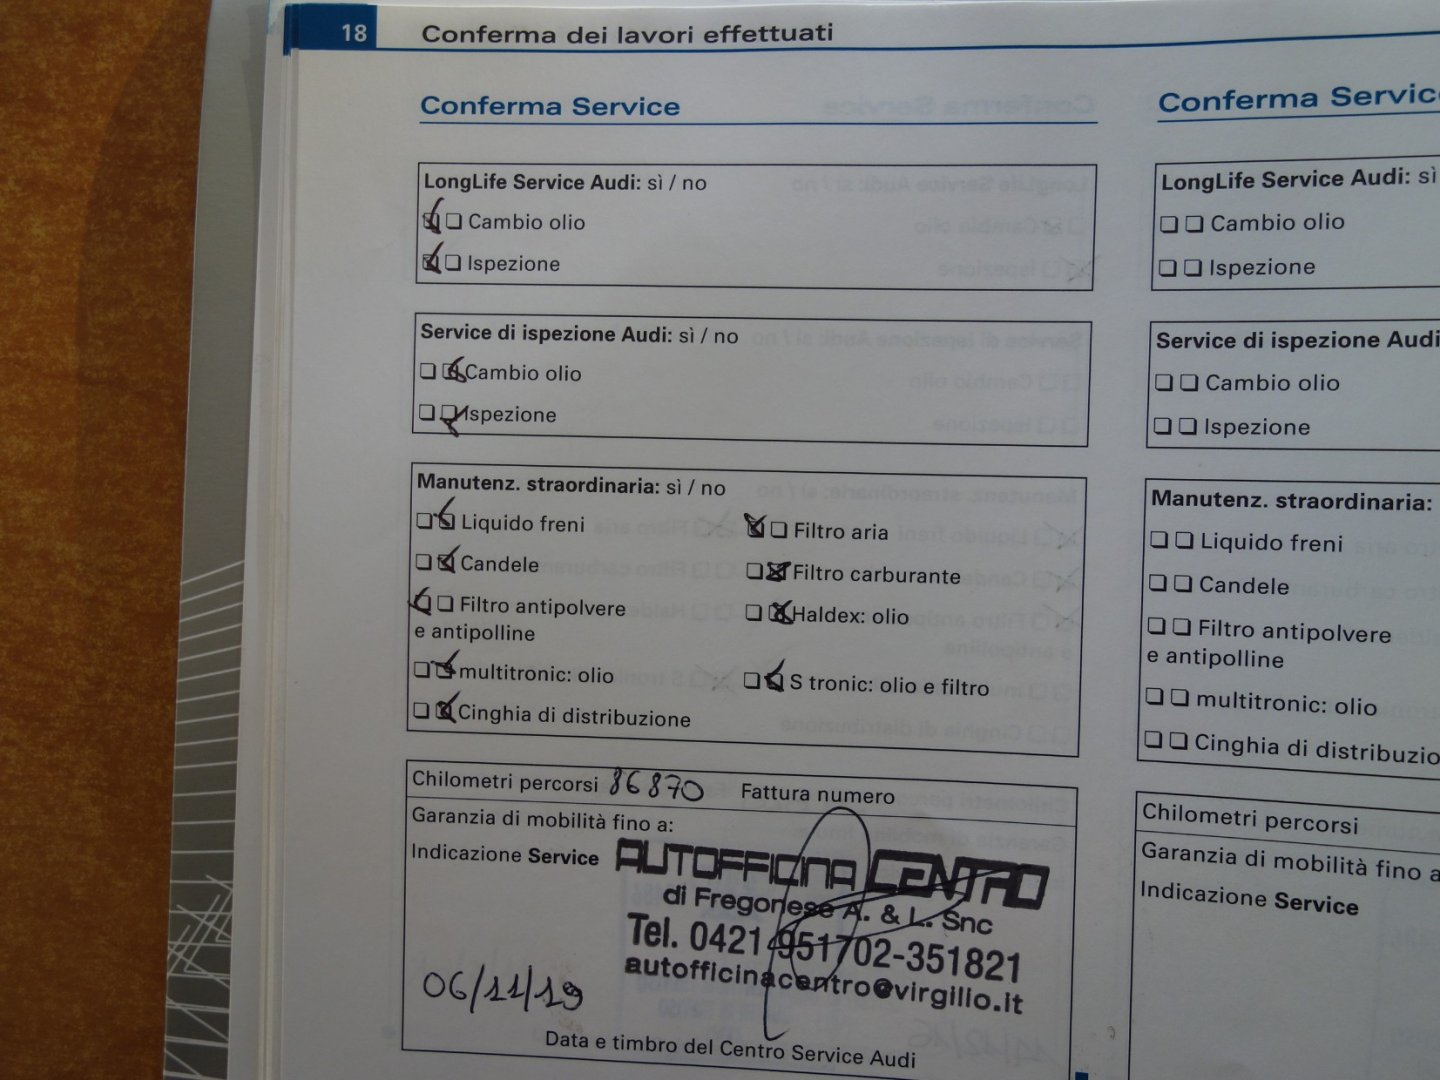 18 Conferma dei lavori effettuati
Conferma Service
LongLife Service Audi: sì / no
Cambio olio
Ispezione
Service di ispezione Audi: sì / no
Cambio olio
Ispezione
Manutenz. straordinaria: sì / no
Liquido freni
Filtro aria
Candele
Filtro carburante
Filtro antipolvere
e antipolline
Haldex: olio
multitronic: olio
S tronic: olio e filtro
Cinghia di distribuzione
Chilometri percorsi 86870 Fattura numero
Garanzia di mobilità fino a:
Indicazione Service
AUTOFFICINA CENTRO
di Fregonese A. & L. Snc
Tel. 0421 951702-351821
autofficinacentro@virgilio.it
06/11/19
Data e timbro del Centro Service Audi
Conferma Service
LongLife Service Audi: sì
Cambio olio
Ispezione
Service di ispezione Audi
Cambio olio
Ispezione
Manutenz. straordinaria:
Liquido freni
Candele
Filtro antipolvere
e antipolline
multitronic: olio
Cinghia di distribuzio
Chilometri percorsi
Garanzia di mobilità fino a
Indicazione Service